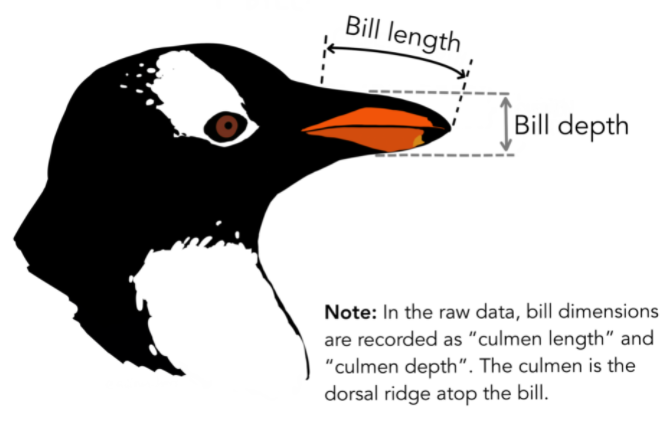 Bill length
Bill depth
Note: In the raw data, bill dimensions
are recorded as “culmen length” and
“culmen depth”. The culmen is the
dorsal ridge atop the bill.